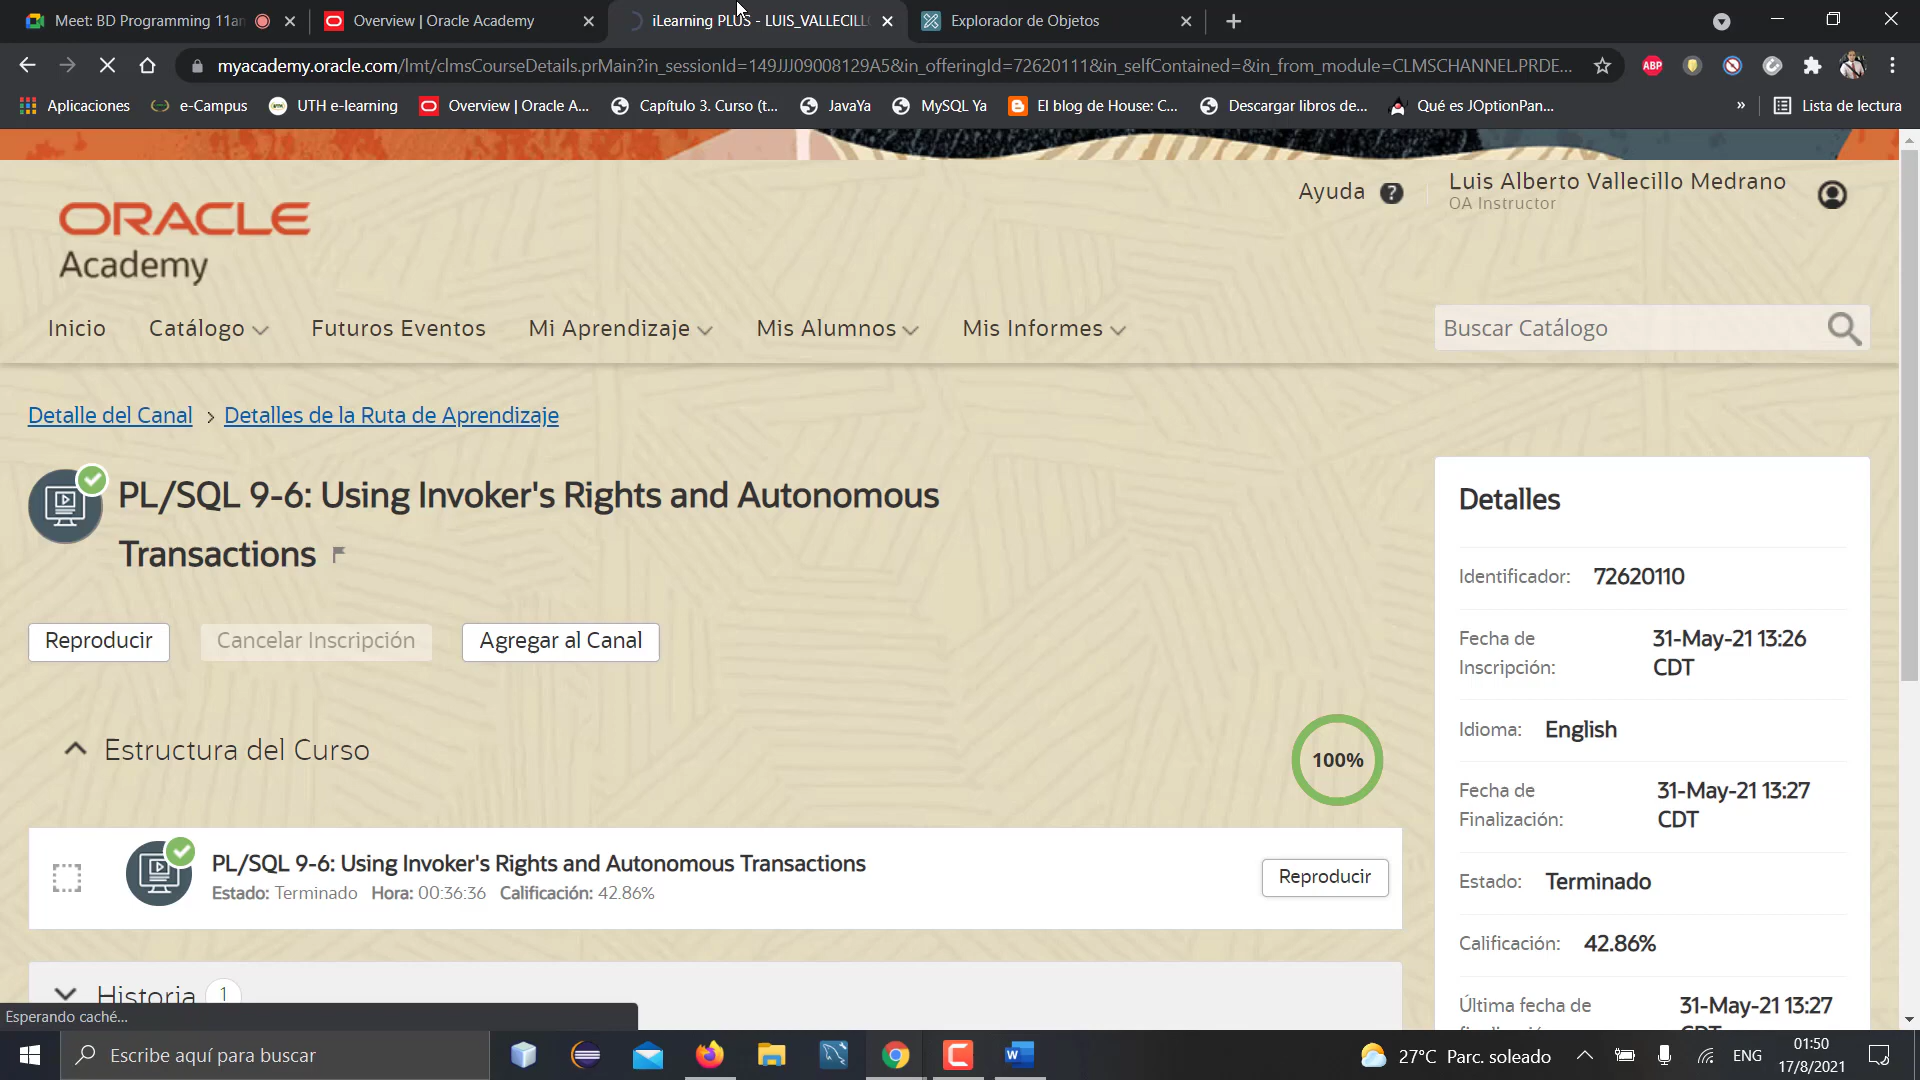 Meet: BD Programming 11am
Overview | Oracle Academy
iLearning PLUS - LUIS_VALLECILLO
Explorador de Objetos
myacademy.oracle.com/lmt/clmsCourseDetails.prMain?in_sessionId=149JJJ09008129A5&in_offeringId=72620111&in_selfContained=&in_from_module=CLMSCHANNEL.PRDE...
ABP
Aplicaciones
e-Campus
UTH e-learning
Overview | Oracle A...
Capítulo 3. Curso (t...
JavaYa
MySQL Ya
El blog de House: C...
Descargar libros de...
Qué es JOptionPan...
»
Lista de lectura
ORACLE
Academy
Ayuda ?
Luis Alberto Vallecillo Medrano
OA Instructor
Inicio
Catálogo
Futuros Eventos
Mi Aprendizaje
Mis Alumnos
Mis Informes
Buscar Catálogo
Detalle del Canal > Detalles de la Ruta de Aprendizaje
PL/SQL 9-6: Using Invoker's Rights and Autonomous
Transactions
Reproducir
Cancelar Inscripción
Agregar al Canal
Estructura del Curso
100%
PL/SQL 9-6: Using Invoker's Rights and Autonomous Transactions
Estado: Terminado Hora: 00:36:36 Calificación: 42.86%
Reproducir
Historia 1
Detalles
Identificador: 72620110
Fecha de Inscripción: 31-May-21 13:26 CDT
Idioma: English
Fecha de Finalización: 31-May-21 13:27 CDT
Estado: Terminado
Calificación: 42.86%
Última fecha de 31-May-21 13:27
Esperando caché...
Escribe aquí para buscar
27°C Parc. soleado
ENG
01:50
17/8/2021